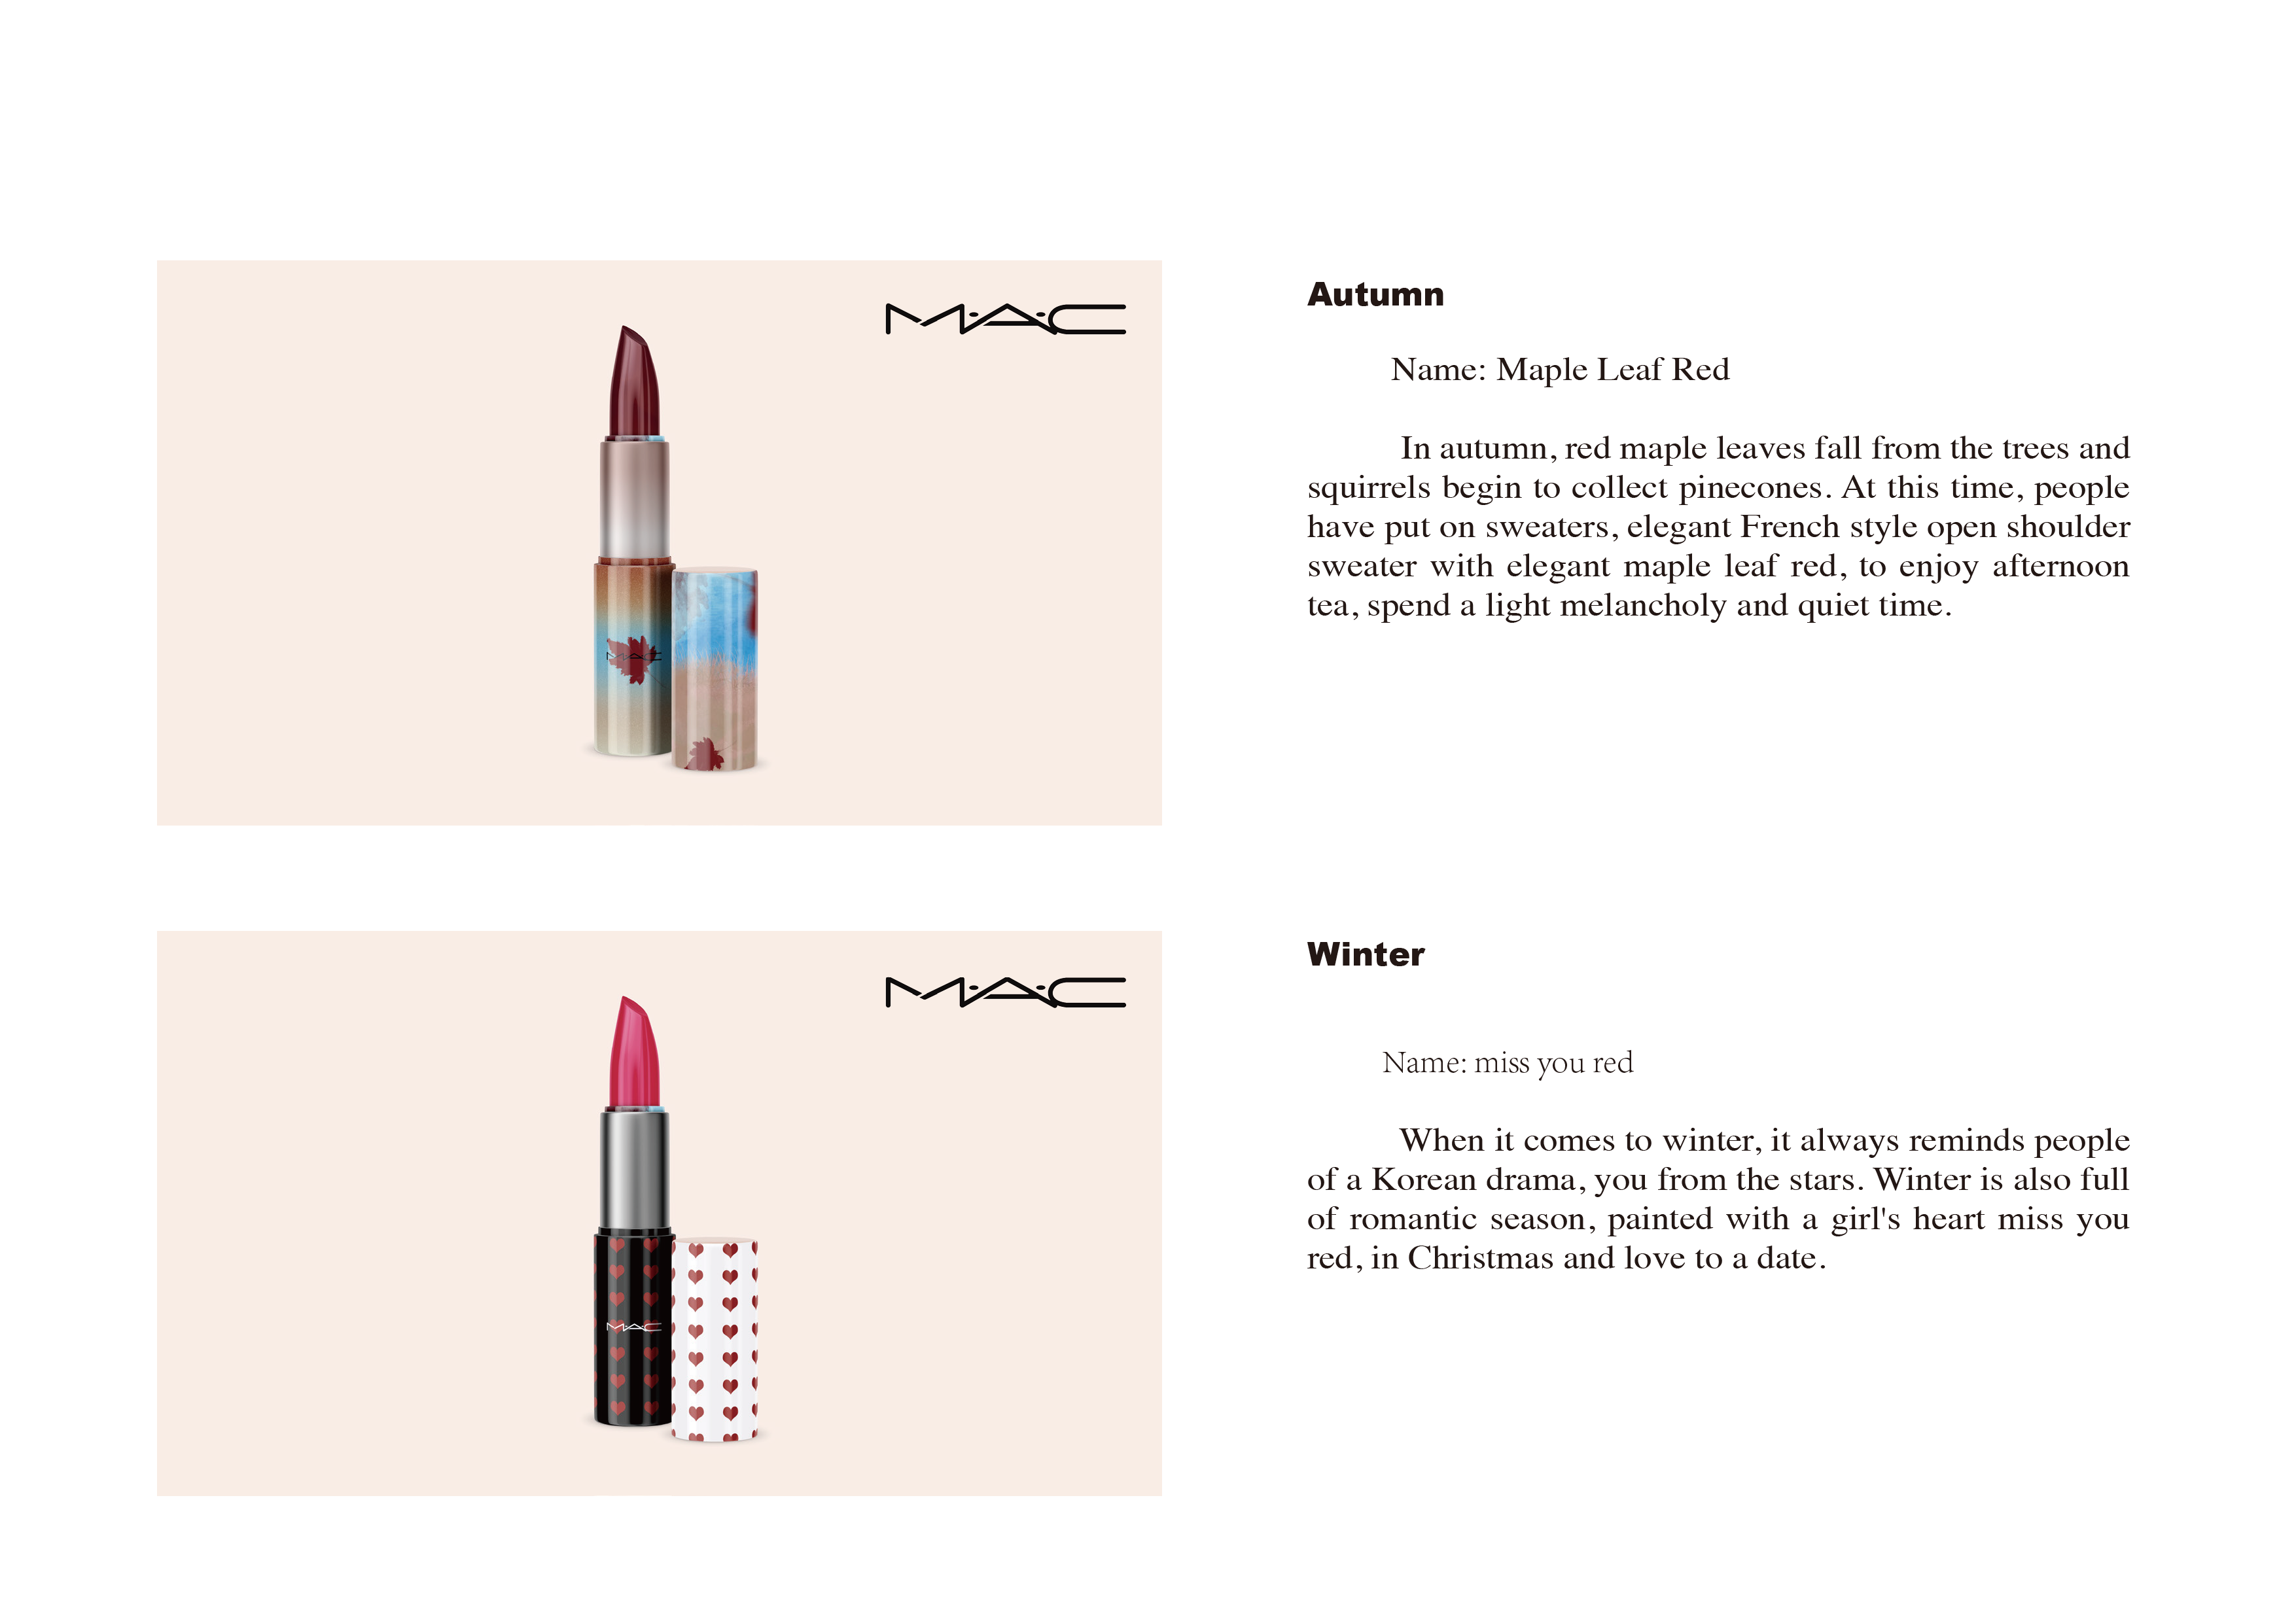 M·A·C
Autumn
Name: Maple Leaf Red
In autumn, red maple leaves fall from the trees and
squirrels begin to collect pinecones. At this time, people
have put on sweaters, elegant French style open shoulder
sweater with elegant maple leaf red, to enjoy afternoon
tea, spend a light melancholy and quiet time.
MAC
M·A·C
Winter
Name: miss you red
When it comes to winter, it always reminds people
of a Korean drama, you from the stars. Winter is also full
of romantic season, painted with a girl's heart miss you
red, in Christmas and love to a date.
MAC